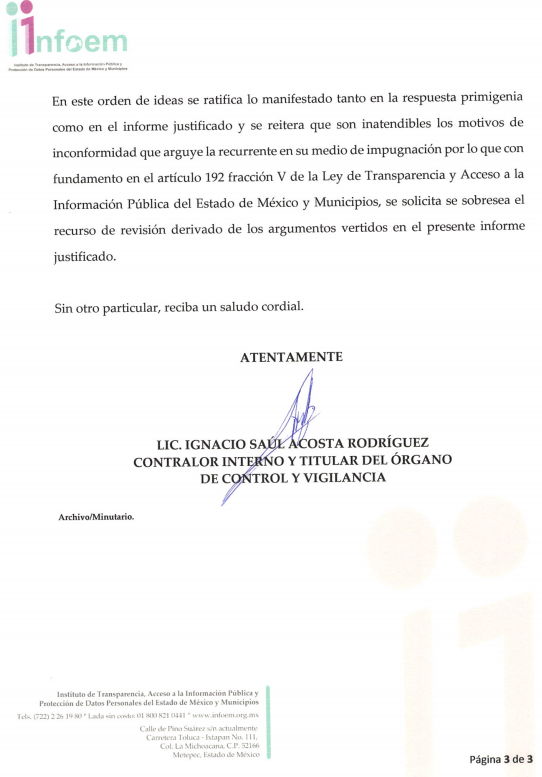 infoem
Instituto de Transparencia, Acceso a la Información Pública y
Protección de Datos Personales del Estado de México y Municipios
En este orden de ideas se ratifica lo manifestado tanto en la respuesta primigenia
como en el informe justificado y se reitera que son inatendibles los motivos de
inconformidad que arguye la recurrente en su medio de impugnación por lo que con
fundamento en el artículo 192 fracción V de la Ley de Transparencia y Acceso a la
Información Pública del Estado de México y Municipios, se solicita se sobresea el
recurso de revisión derivado de los argumentos vertidos en el presente informe
justificado.
Sin otro particular, reciba un saludo cordial.
ATENTAMENTE
LIC. IGNACIO SAÚL ACOSTA RODRÍGUEZ
CONTRALOR INTERNO Y TITULAR DEL ÓRGANO
DE CONTROL Y VIGILANCIA
Archivo/Minutario.
Instituto de Transparencia, Acceso a la Información Pública y
Protección de Datos Personales del Estado de México y Municipios
Tels. (722) 2 26 19 80 * Lada sin costo: 01 800 821 0441 * www.infoem.org.mx
Calle de Pino Suárez s/n actualmente
Carretera Toluca - Ixtapan No. 111,
Col. La Michoacana, C.P. 52166
Metepec, Estado de México
Página 3 de 3